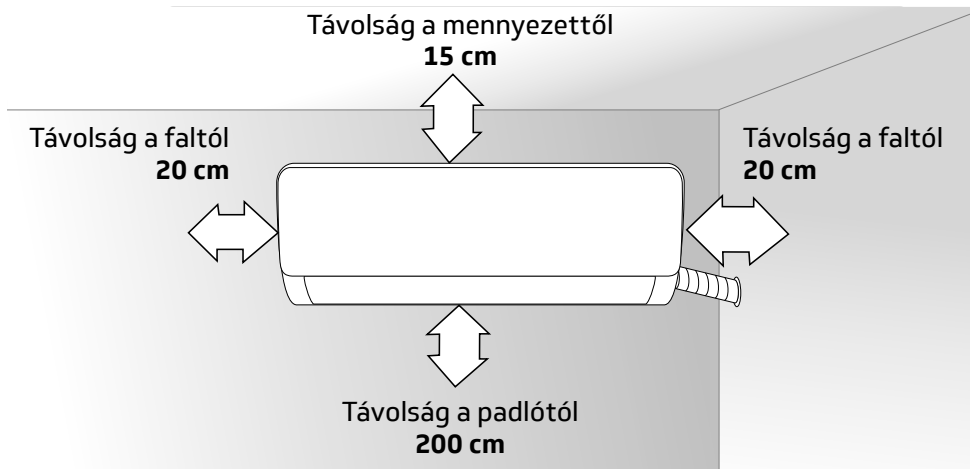 Távolság a mennyezettől
15 cm
Távolság a faltól
20 cm
Távolság a faltól
20 cm
Távolság a padlótól
200 cm